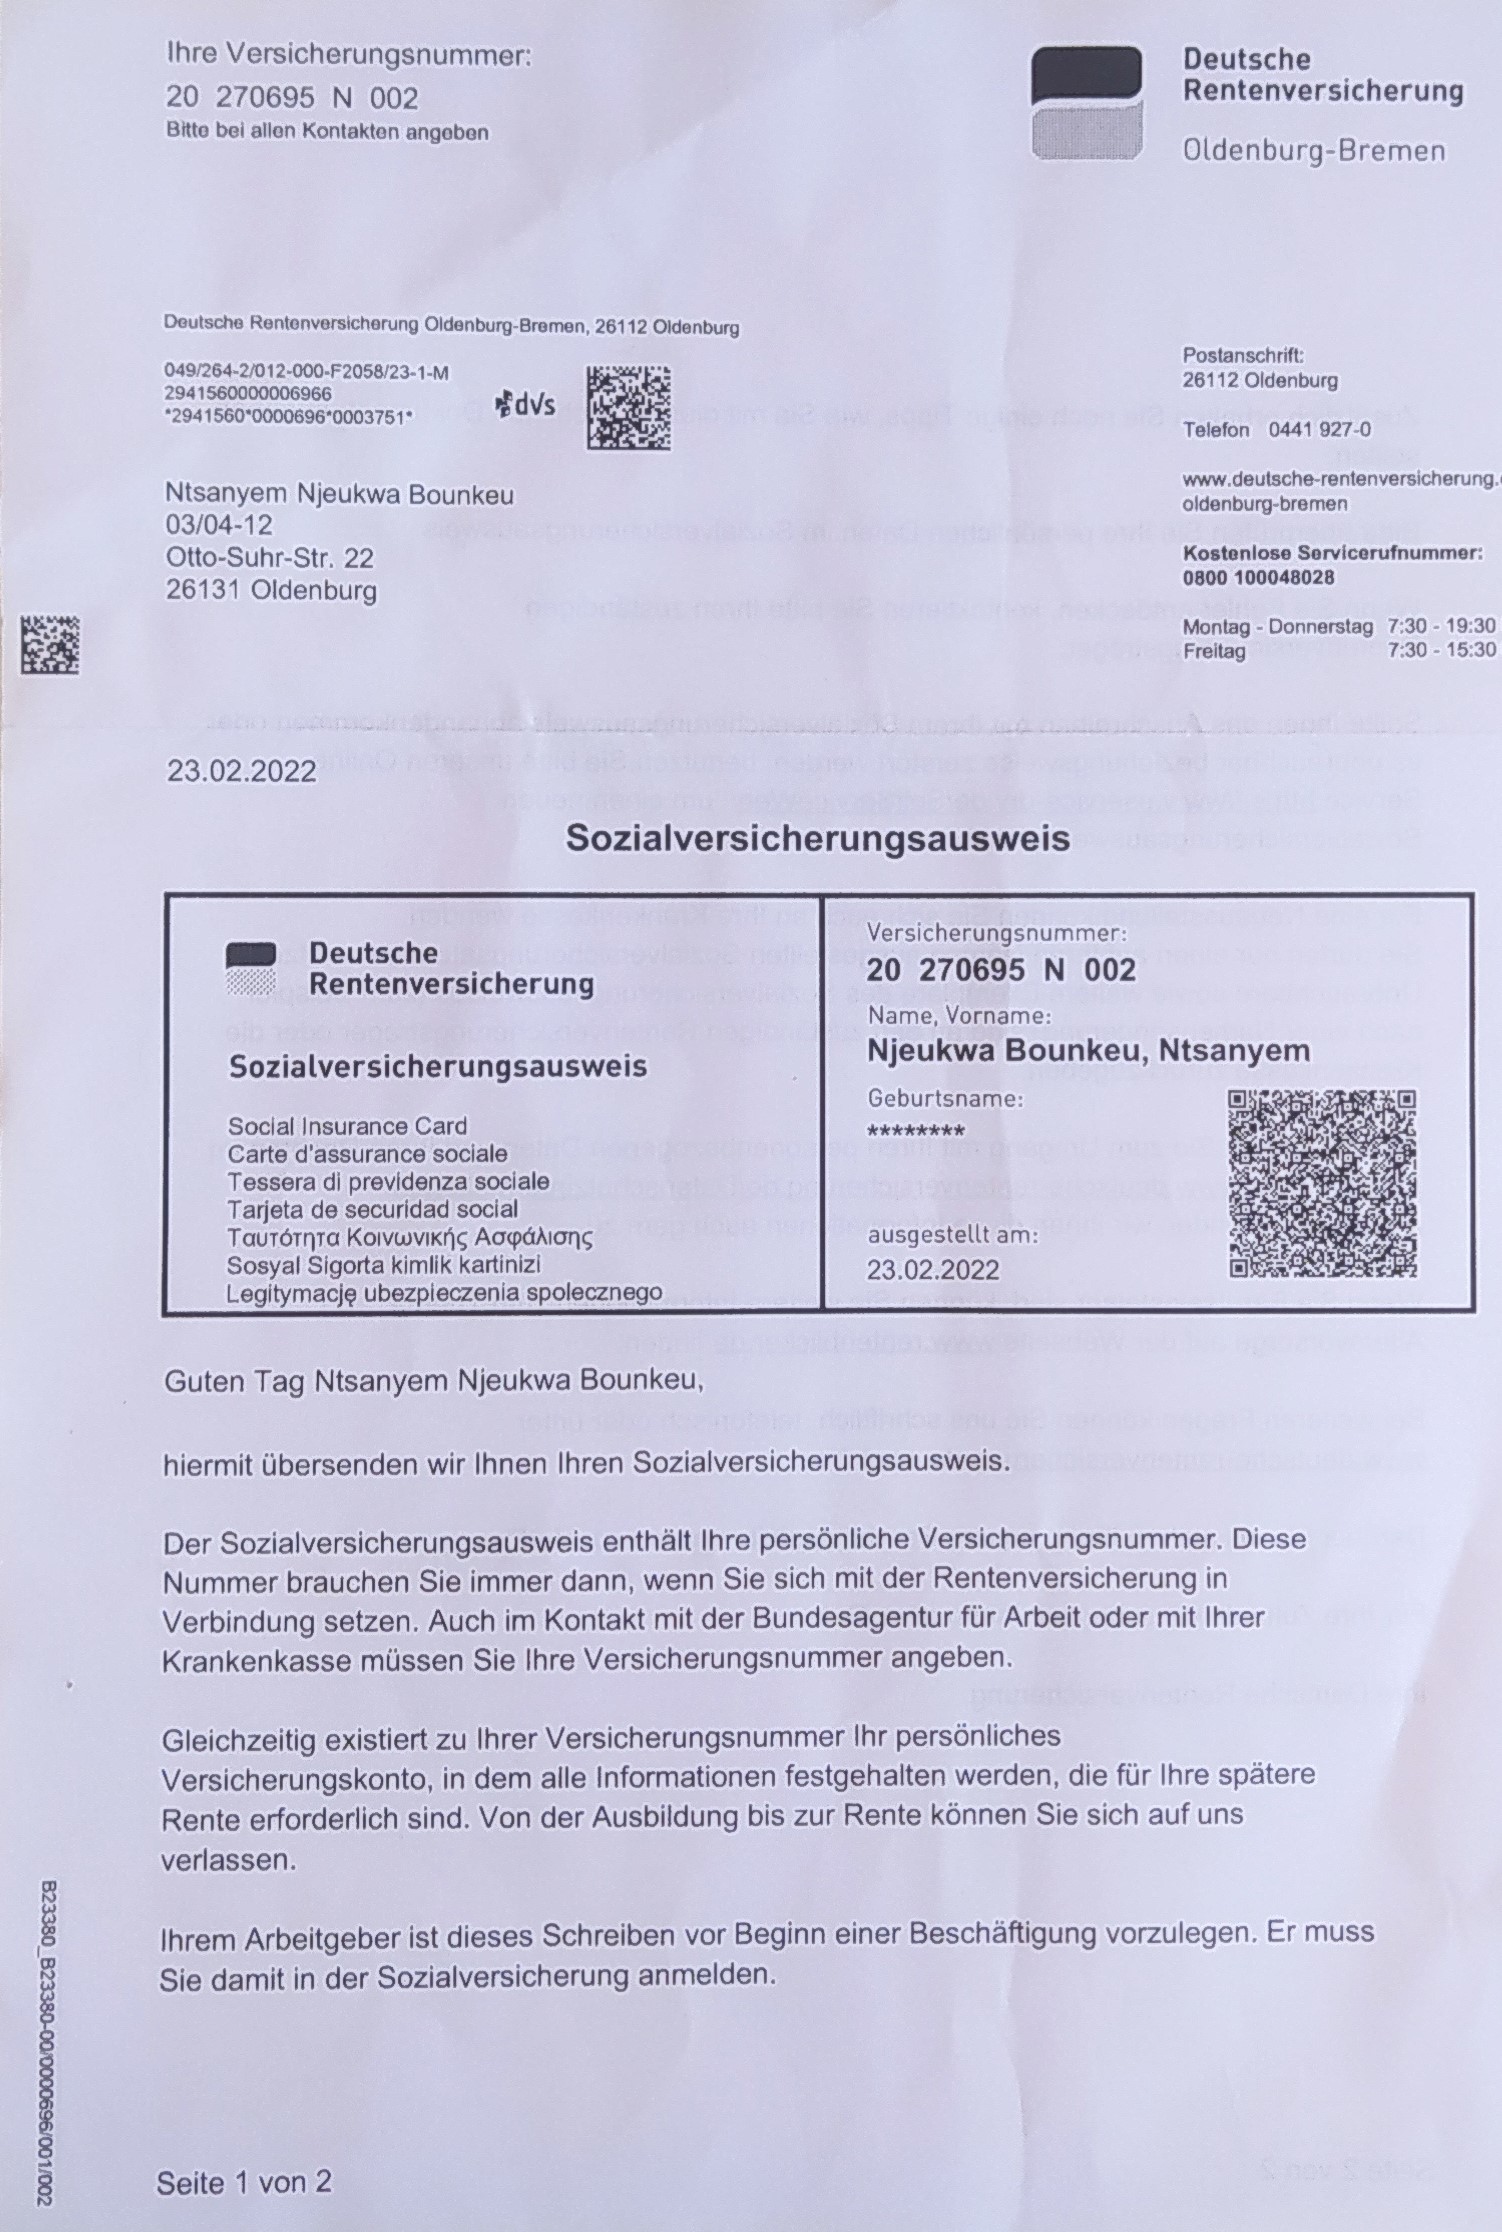 Ihre Versicherungsnummer:
20 270695 N 002
Bitte bei allen Kontakten angeben
Deutsche
Rentenversicherung
Oldenburg-Bremen
Deutsche Rentenversicherung Oldenburg-Bremen, 26112 Oldenburg
049/264-2/012-000-F2058/23-1-M
2941560000006966
*2941560*0000696*0003751*
dvs
Ntsanyem Njeukwa Bounkeu
03/04-12
Otto-Suhr-Str. 22
26131 Oldenburg
Postanschrift:
26112 Oldenburg
Telefon 0441 927-0
www.deutsche-rentenversicherung.
oldenburg-bremen
Kostenlose Servicerufnummer:
0800 100048028
Montag - Donnerstag 7:30 - 19:30
Freitag 7:30 - 15:30
23.02.2022
Sozialversicherungsausweis
Deutsche
Rentenversicherung
Sozialversicherungsausweis
Social Insurance Card
Carte d'assurance sociale
Tessera di previdenza sociale
Tarjeta de securidad social
Ταυτότητα Κοινωνικής Ασφάλισης
Sosyal Sigorta kimlik kartinizi
Legitymację ubezpieczenia spolecznego
Versicherungsnummer:
20 270695 N 002
Name, Vorname:
Njeukwa Bounkeu, Ntsanyem
Geburtsname:
********
ausgestellt am:
23.02.2022
Guten Tag Ntsanyem Njeukwa Bounkeu,
hiermit übersenden wir Ihnen Ihren Sozialversicherungsausweis.
Der Sozialversicherungsausweis enthält Ihre persönliche Versicherungsnummer. Diese
Nummer brauchen Sie immer dann, wenn Sie sich mit der Rentenversicherung in
Verbindung setzen. Auch im Kontakt mit der Bundesagentur für Arbeit oder mit Ihrer
Krankenkasse müssen Sie Ihre Versicherungsnummer angeben.
Gleichzeitig existiert zu Ihrer Versicherungsnummer Ihr persönliches
Versicherungskonto, in dem alle Informationen festgehalten werden, die für Ihre spätere
Rente erforderlich sind. Von der Ausbildung bis zur Rente können Sie sich auf uns
verlassen.
Ihrem Arbeitgeber ist dieses Schreiben vor Beginn einer Beschäftigung vorzulegen. Er muss
Sie damit in der Sozialversicherung anmelden.
B23380_B23380-00/0000696/001/002
Seite 1 von 2